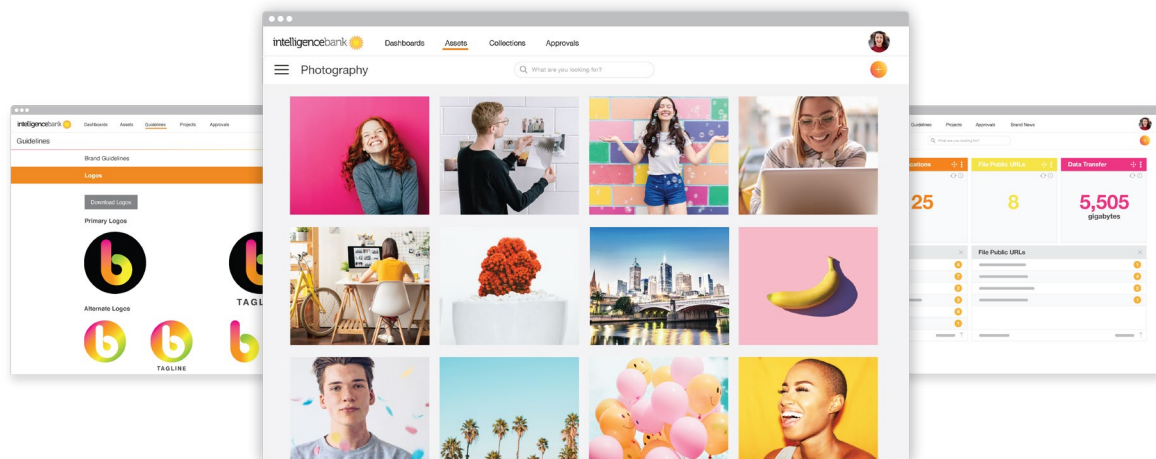 intelligencebank
Dashboards Assets Guidelines Projects Approvals
Guidelines
Brand Guidelines
Logos
Download Logos
Primary Logos
b
Alternate Logos
b b
TAGLINE
intelligencebank
Dashboards Assets Collections Approvals
Photography
What are you looking for?
Guidelines Projects Approvals Brand News
What are you looking for?
File Public URLs Data Transfer
25 8 5,505
gigabytes
File Public URLs